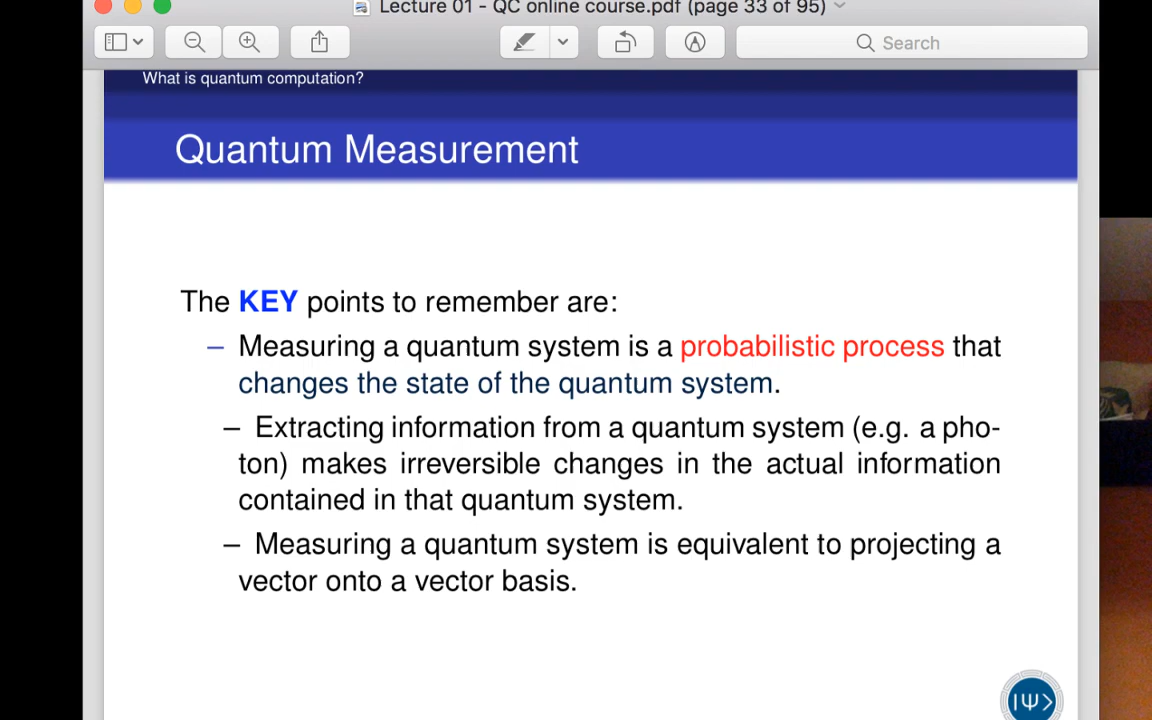 Lecture 01 - QC online course.pdf (page 33 of 95)
Search
What is quantum computation?
Quantum Measurement
The KEY points to remember are:
– Measuring a quantum system is a probabilistic process that
changes the state of the quantum system.
– Extracting information from a quantum system (e.g. a pho-
ton) makes irreversible changes in the actual information
contained in that quantum system.
– Measuring a quantum system is equivalent to projecting a
vector onto a vector basis.
|Ψ>